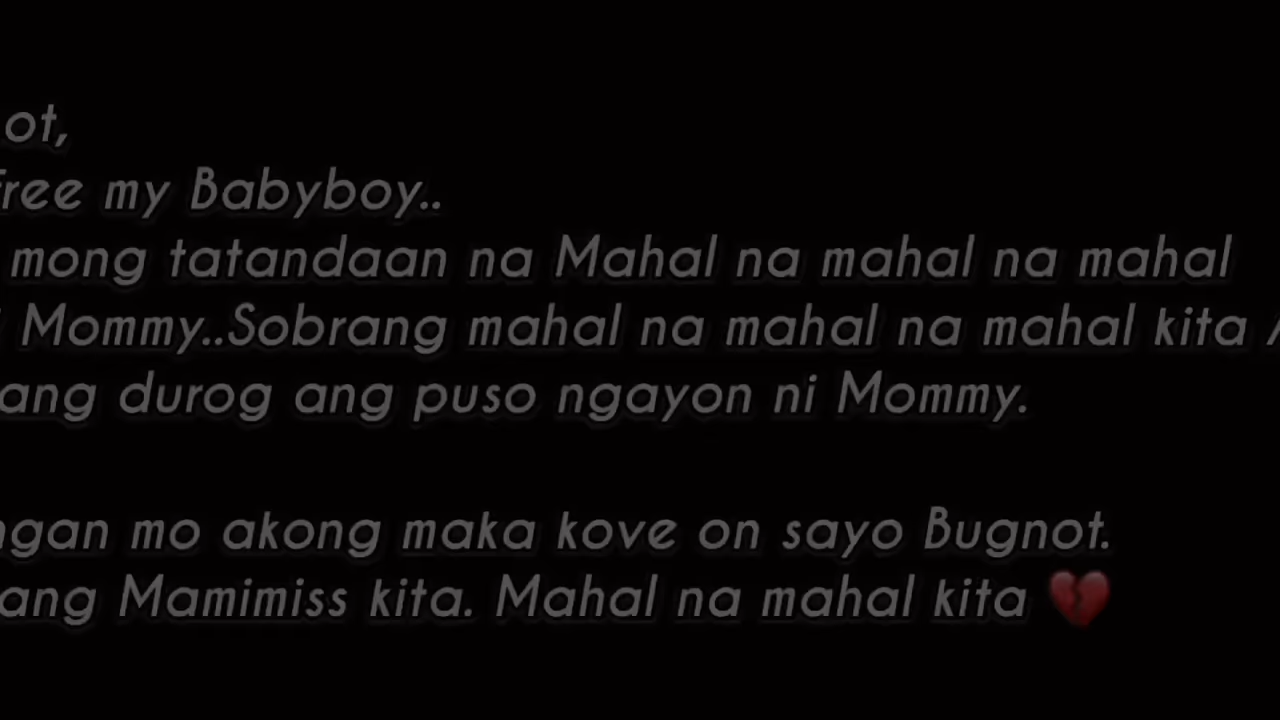 ot,
free my Babyboy..
mong tatandaan na Mahal na mahal na mahal
Mommy..Sobrang mahal na mahal na mahal kita
ang durog ang puso ngayon ni Mommy.
ngan mo akong maka kove on sayo Bugnot.
ang Mamimiss kita. Mahal na mahal kita 💔